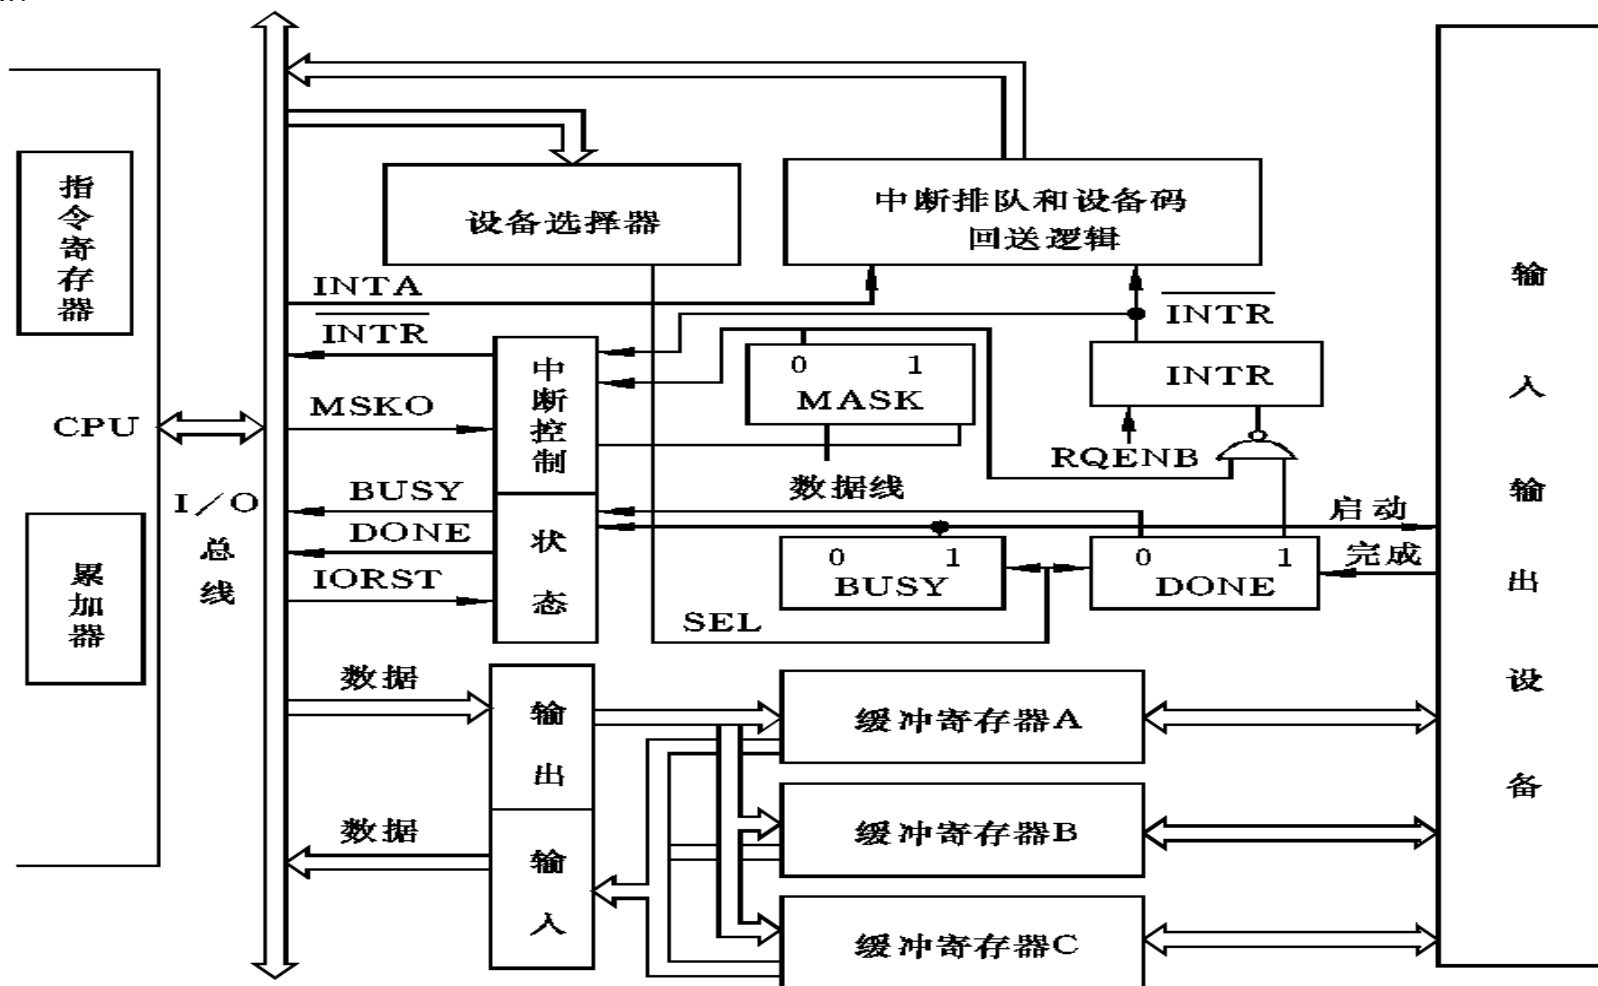 指令寄存器
累加器
CPU
I/O
总线
设备选择器
中断排队和设备码
回送逻辑
INTA
INTR
MSKO
BUSY
DONE
IORST
中断控制
状态
0 1
MASK
数据线
INTR
INTR
RQENB
启动
完成
0 1
BUSY
0 1
DONE
SEL
数据
数据
输出
输入
缓冲寄存器A
缓冲寄存器B
缓冲寄存器C
输入输出设备